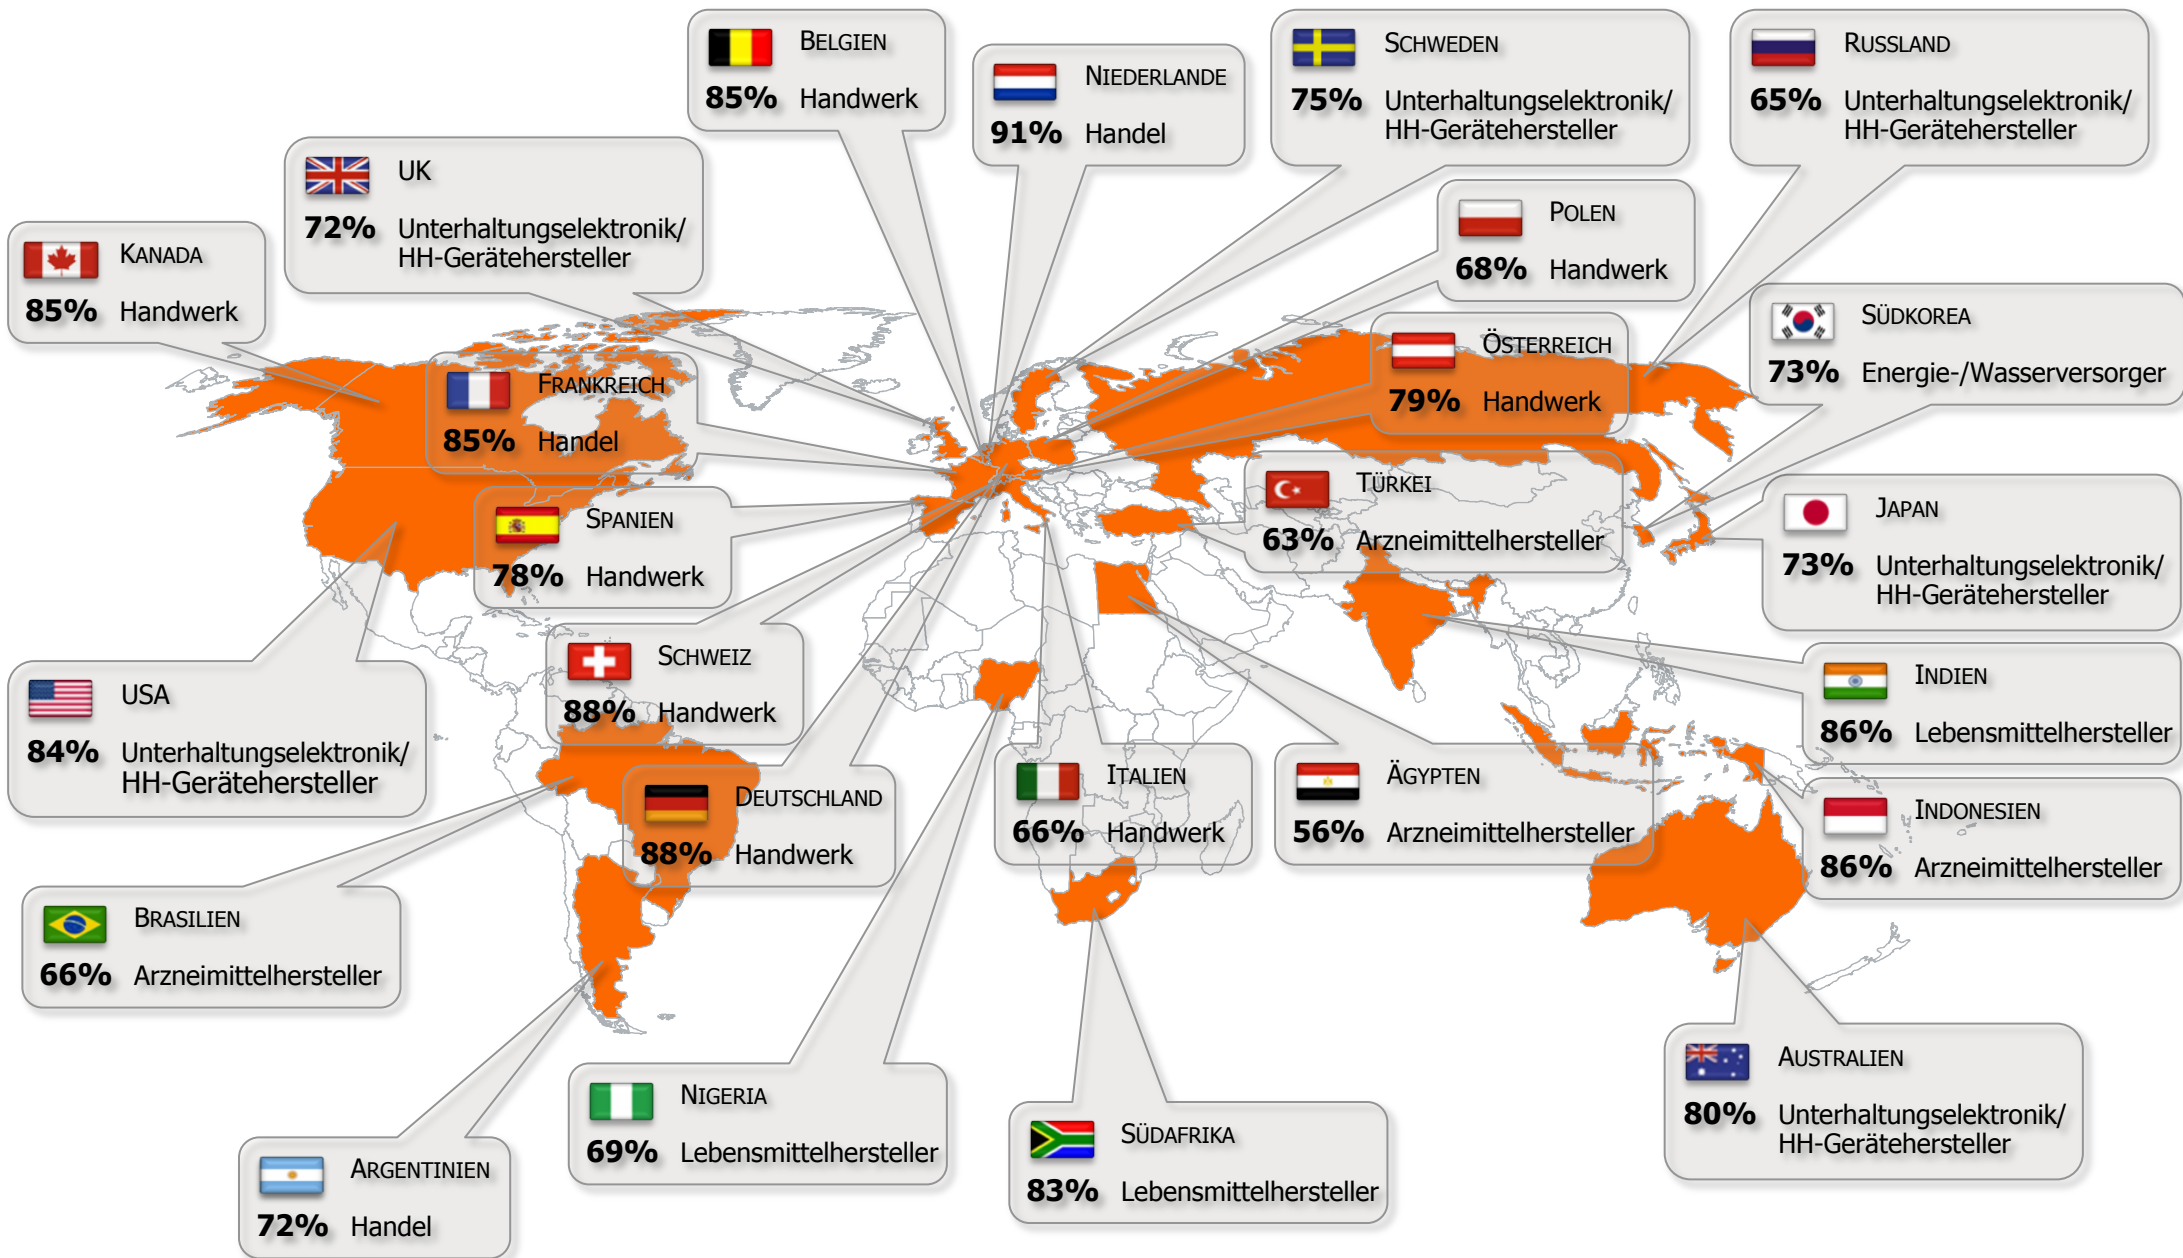 BELGIEN
85% Handwerk
NIEDERLANDE
91% Handel
SCHWEDEN
75% Unterhaltungselektronik/
HH-Gerätehersteller
RUSSLAND
65% Unterhaltungselektronik/
HH-Gerätehersteller
UK
72% Unterhaltungselektronik/
HH-Gerätehersteller
POLEN
68% Handwerk
KANADA
85% Handwerk
SÜDKOREA
73% Energie-/Wasserversorger
ÖSTERREICH
79% Handwerk
FRANKREICH
85% Handel
TÜRKEI
63% Arzneimittelhersteller
JAPAN
73% Unterhaltungselektronik/
HH-Gerätehersteller
SPANIEN
78% Handwerk
SCHWEIZ
88% Handwerk
INDIEN
86% Lebensmittelhersteller
USA
84% Unterhaltungselektronik/
HH-Gerätehersteller
DEUTSCHLAND
88% Handwerk
ITALIEN
66% Handwerk
ÄGYPTEN
56% Arzneimittelhersteller
INDONESIEN
86% Arzneimittelhersteller
BRASILIEN
66% Arzneimittelhersteller
AUSTRALIEN
80% Unterhaltungselektronik/
HH-Gerätehersteller
NIGERIA
69% Lebensmittelhersteller
SÜDAFRIKA
83% Lebensmittelhersteller
ARGENTINIEN
72% Handel